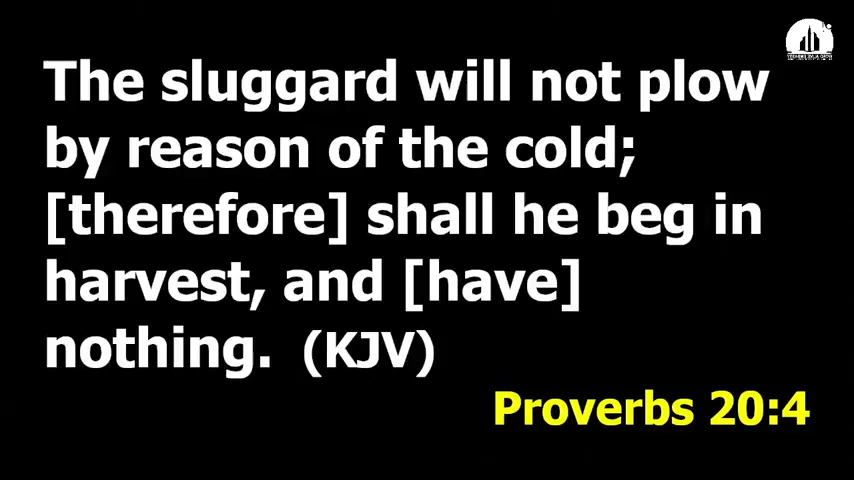 The sluggard will not plow
by reason of the cold;
[therefore] shall he beg in
harvest, and [have]
nothing. (KJV)
Proverbs 20:4